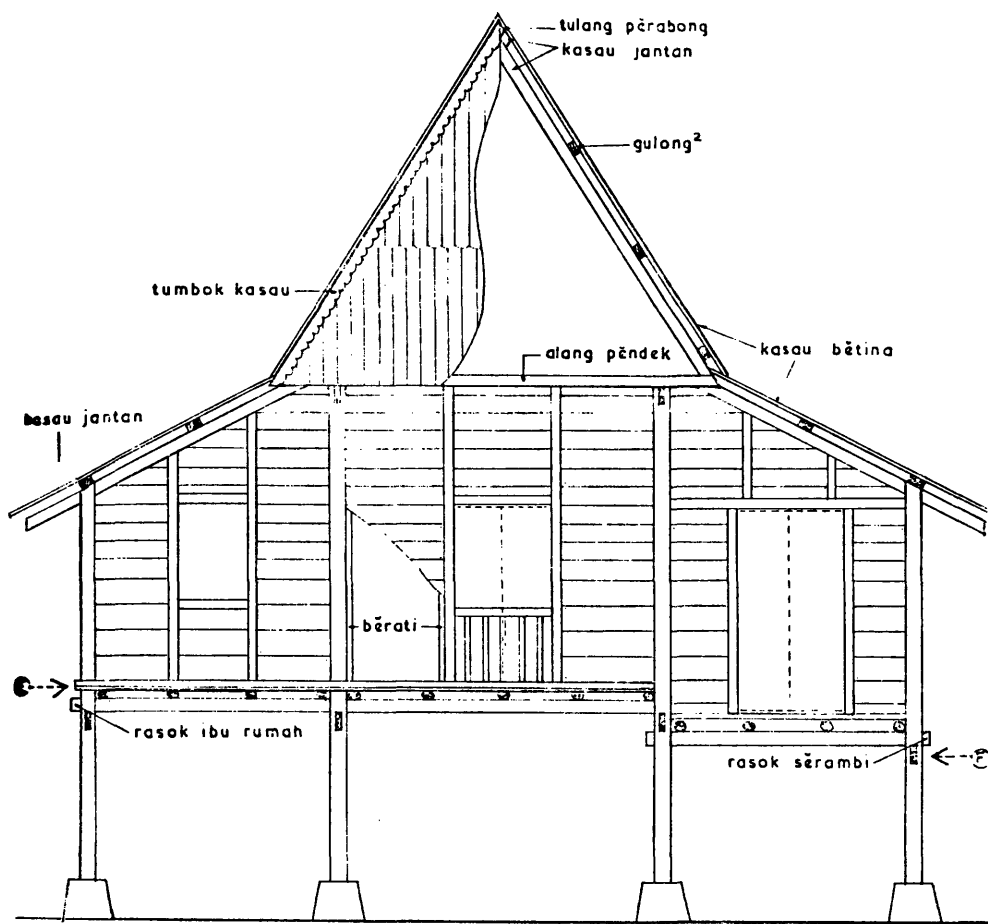 tulang pĕrabong
kasau jantan
gulong²
tumbok kasau
alang pĕndek
kasau bĕtina
kasau jantan
bĕrati
rasok ibu rumah
rasok sĕrambi
F